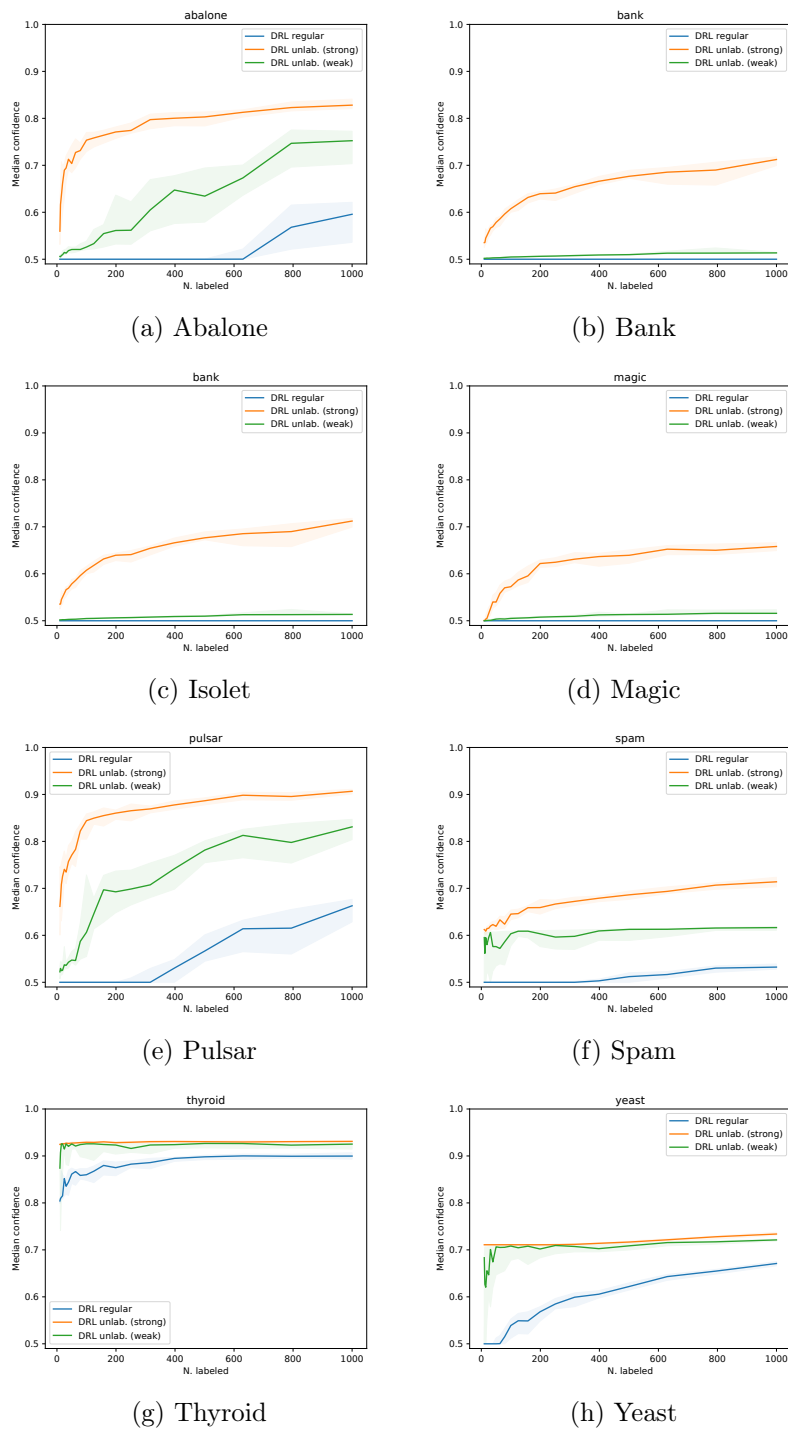 abalone
1.0
0.9
0.8
0.7
0.6
0.5
Median confidence
0
200
400
600
800
1000
N. labeled
DRL regular
DRL unlab. (strong)
DRL unlab. (weak)
(a) Abalone
bank
1.0
0.9
0.8
0.7
0.6
0.5
Median confidence
0
200
400
600
800
1000
N. labeled
DRL regular
DRL unlab. (strong)
DRL unlab. (weak)
(b) Bank
bank
1.0
0.9
0.8
0.7
0.6
0.5
Median confidence
0
200
400
600
800
1000
N. labeled
DRL regular
DRL unlab. (strong)
DRL unlab. (weak)
(c) Isolet
magic
1.0
0.9
0.8
0.7
0.6
0.5
Median confidence
0
200
400
600
800
1000
N. labeled
DRL regular
DRL unlab. (strong)
DRL unlab. (weak)
(d) Magic
pulsar
1.0
0.9
0.8
0.7
0.6
0.5
Median confidence
0
200
400
600
800
1000
N. labeled
DRL regular
DRL unlab. (strong)
DRL unlab. (weak)
(e) Pulsar
spam
1.0
0.9
0.8
0.7
0.6
0.5
Median confidence
0
200
400
600
800
1000
N. labeled
DRL regular
DRL unlab. (strong)
DRL unlab. (weak)
(f) Spam
thyroid
1.0
0.9
0.8
0.7
0.6
0.5
Median confidence
0
200
400
600
800
1000
N. labeled
DRL regular
DRL unlab. (strong)
DRL unlab. (weak)
(g) Thyroid
yeast
1.0
0.9
0.8
0.7
0.6
0.5
Median confidence
0
200
400
600
800
1000
N. labeled
DRL regular
DRL unlab. (strong)
DRL unlab. (weak)
(h) Yeast